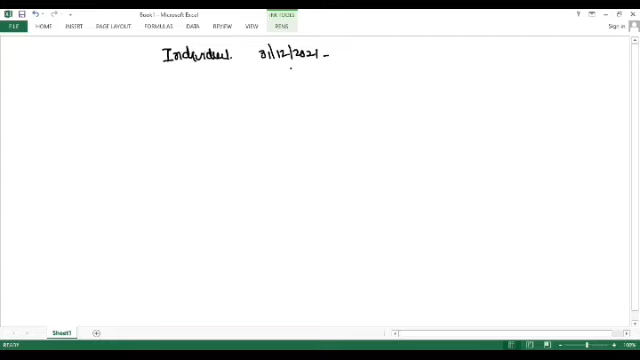 Book1 - Microsoft Excel
INK TOOLS
FILE HOME INSERT PAGE LAYOUT FORMULAS DATA REVIEW VIEW PENS
Sign in
01/12/2021 -
Sheet1
READY
100%